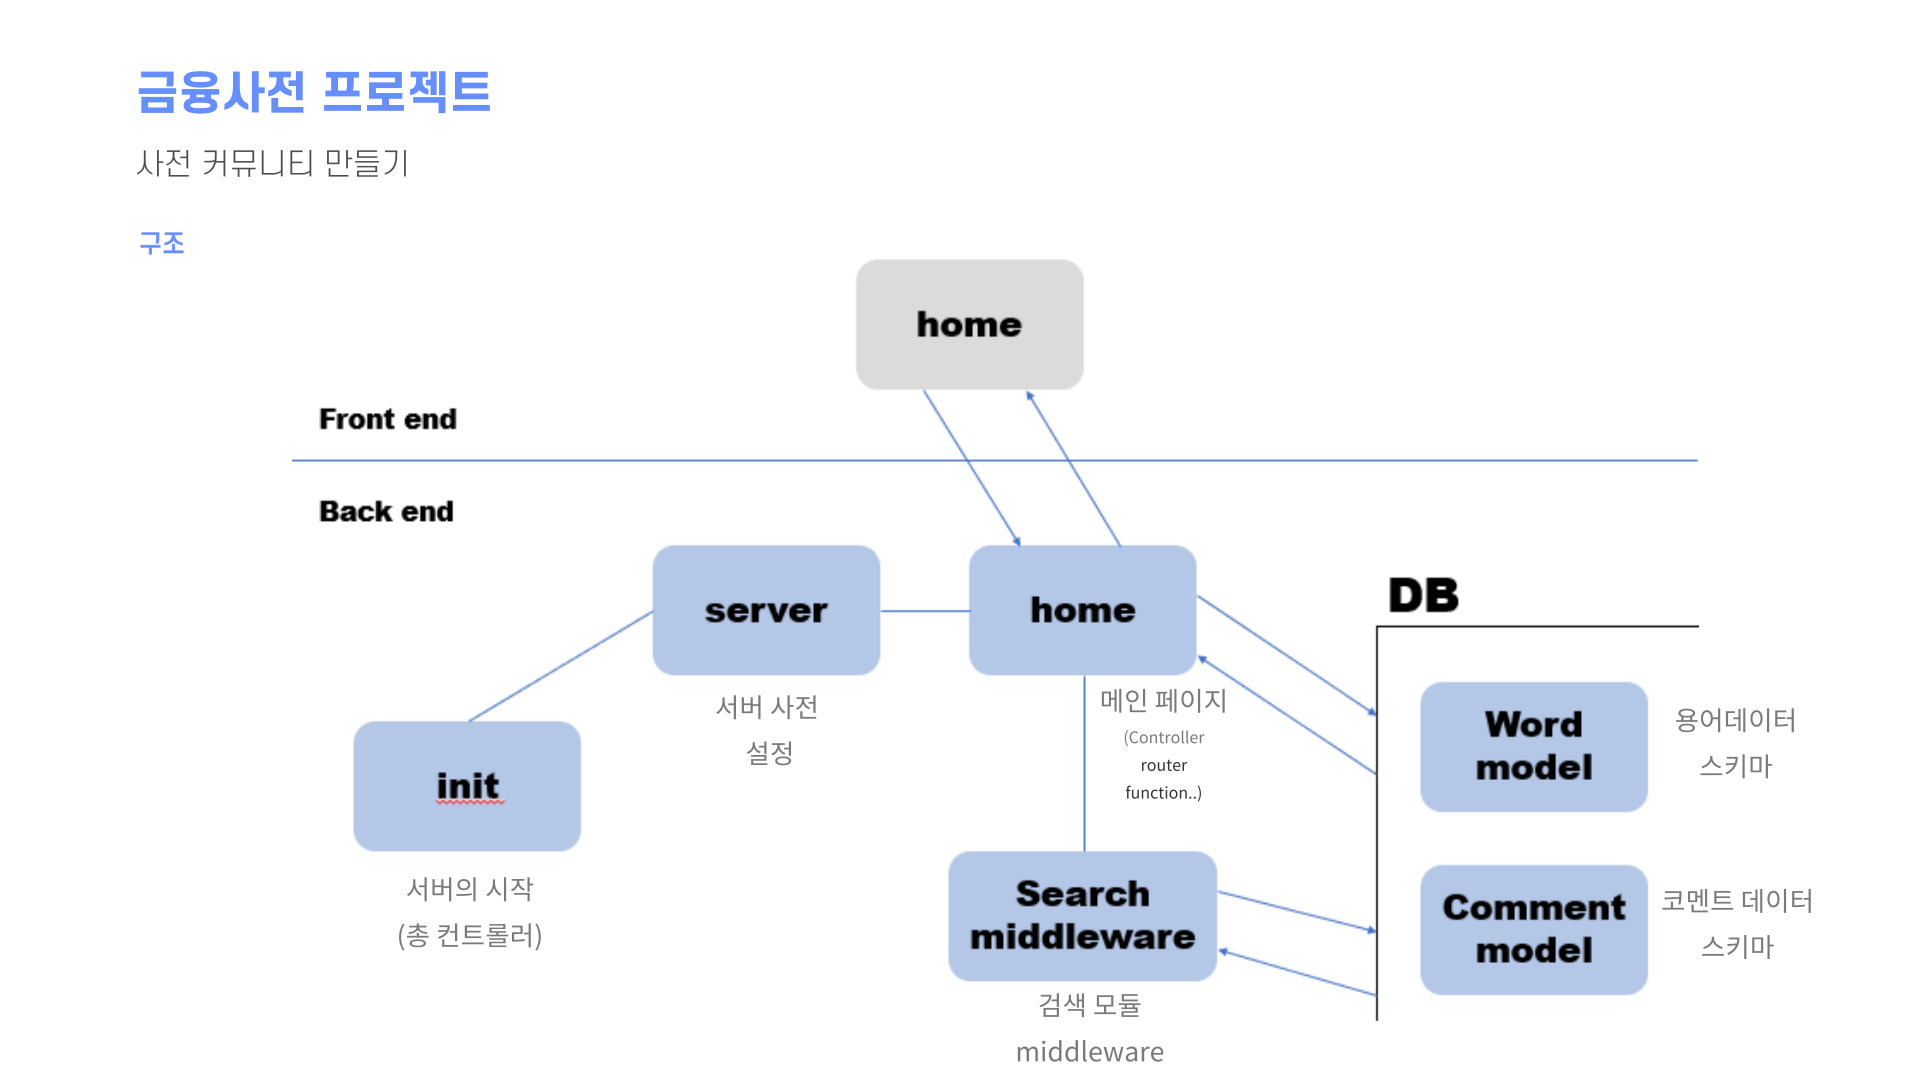 금융사전 프로젝트
사전 커뮤니티 만들기
구조
home
Front end
Back end
server
서버 사전
설정
home
메인 페이지
(Controller
router
function..)
init
서버의 시작
(총 컨트롤러)
Search
middleware
검색 모듈
middleware
DB
Word
model
용어데이터
스키마
Comment
model
코멘트 데이터
스키마